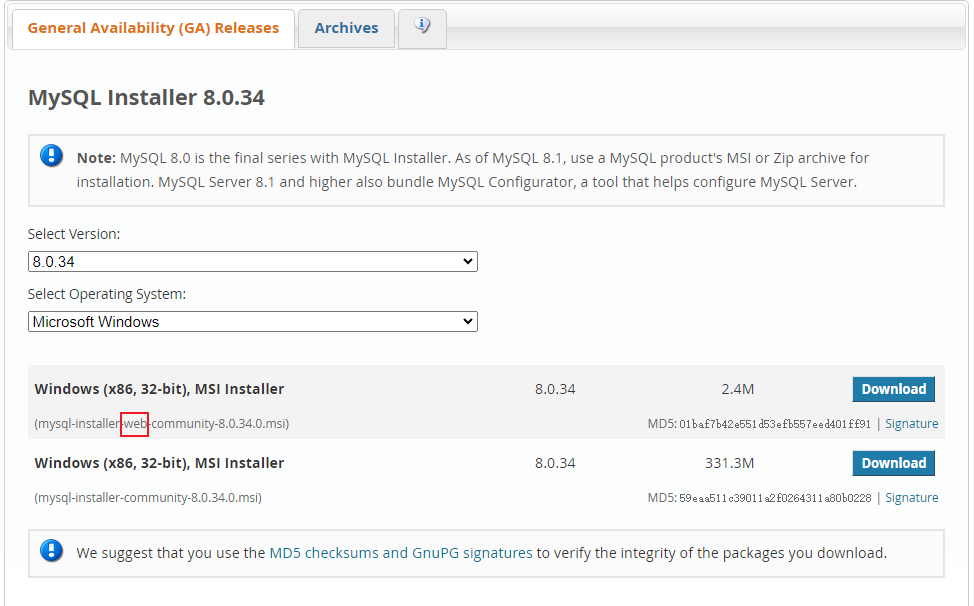 General Availability (GA) Releases
Archives
MySQL Installer 8.0.34
Note: MySQL 8.0 is the final series with MySQL Installer. As of MySQL 8.1, use a MySQL product's MSI or Zip archive for
installation. MySQL Server 8.1 and higher also bundle MySQL Configurator, a tool that helps configure MySQL Server.
Select Version:
8.0.34
Select Operating System:
Microsoft Windows
Windows (x86, 32-bit), MSI Installer 8.0.34 2.4M Download
(mysql-installer-web-community-8.0.34.0.msi) MD5: 01baf7b42e551d53efb557eed401ff91 | Signature
Windows (x86, 32-bit), MSI Installer 8.0.34 331.3M Download
(mysql-installer-community-8.0.34.0.msi) MD5: 59eaa511c39011a2f0264311a80b0228 | Signature
We suggest that you use the MD5 checksums and GnuPG signatures to verify the integrity of the packages you download.